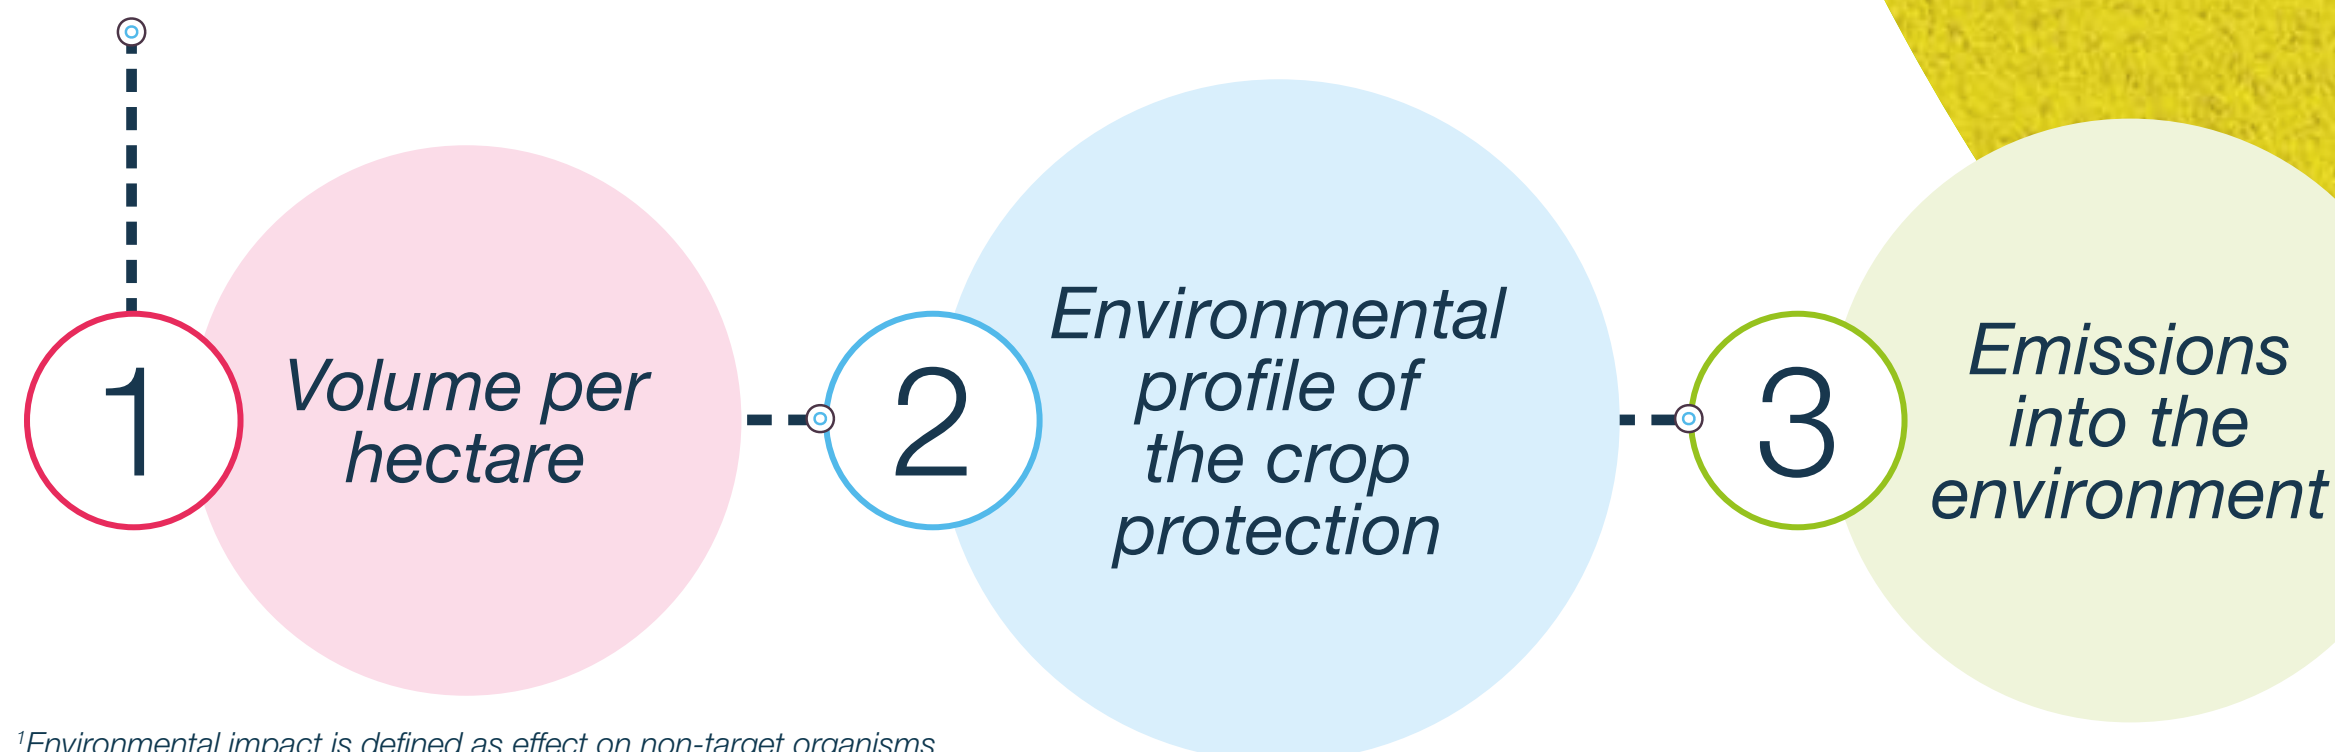 1
Volume per
hectare
2
Environmental
profile of
the crop
protection
3
Emissions
into the
environment
¹Environmental impact is defined as effect on non-target organisms